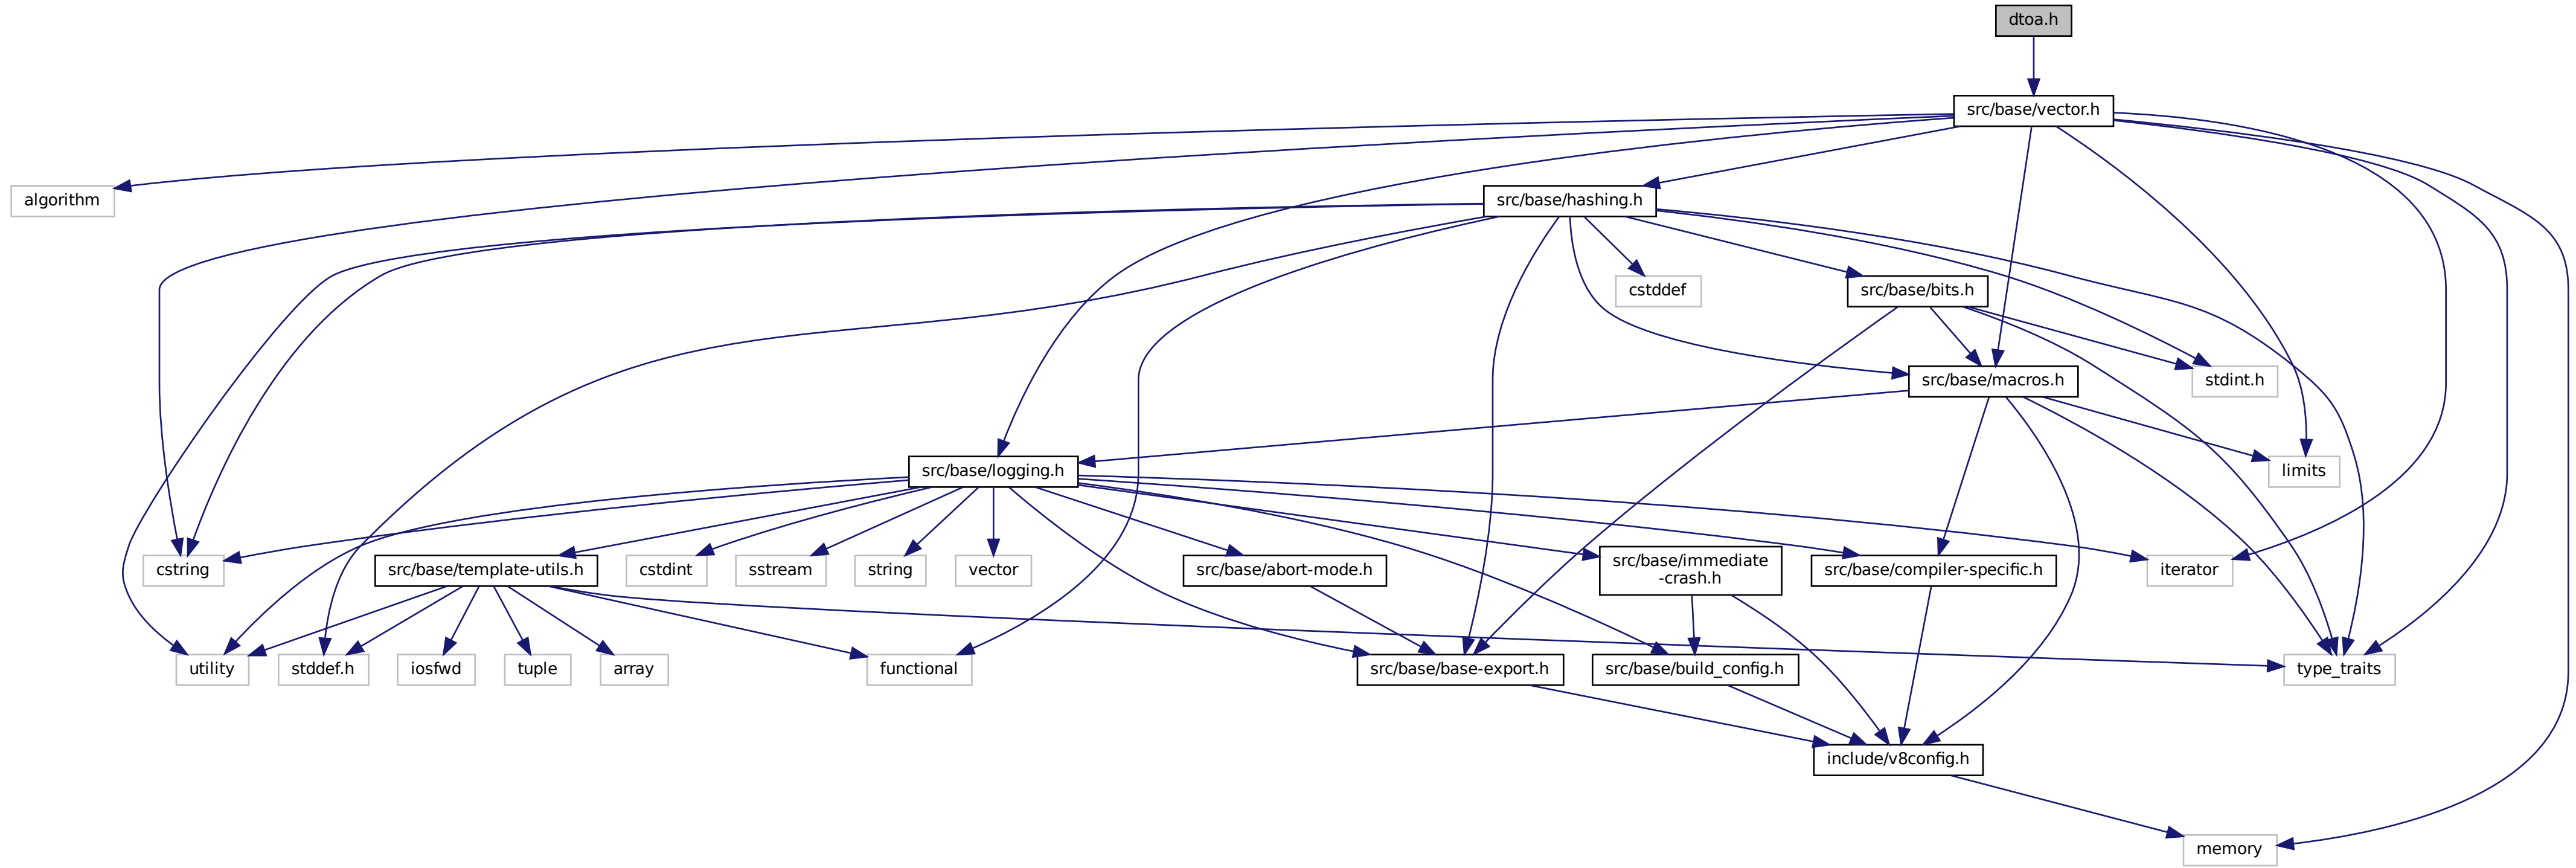 dtoa.h
src/base/vector.h
algorithm
src/base/hashing.h
cstddef
src/base/bits.h
src/base/macros.h
stdint.h
src/base/logging.h
limits
cstring
src/base/template-utils.h
cstdint
sstream
string
vector
src/base/abort-mode.h
src/base/immediate
-crash.h
src/base/compiler-specific.h
iterator
utility
stddef.h
iosfwd
tuple
array
functional
src/base/base-export.h
src/base/build_config.h
type_traits
include/v8config.h
memory